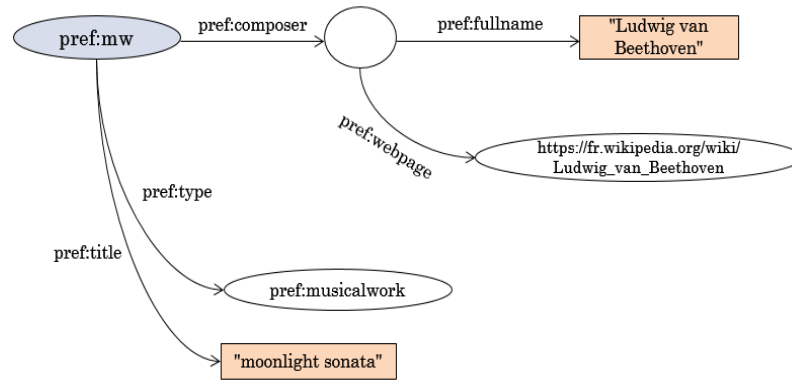 pref:mw
pref:composer
pref:fullname
"Ludwig van
Beethoven"
pref:webpage
https://fr.wikipedia.org/wiki/
Ludwig_van_Beethoven
pref:type
pref:title
pref:musicalwork
"moonlight sonata"